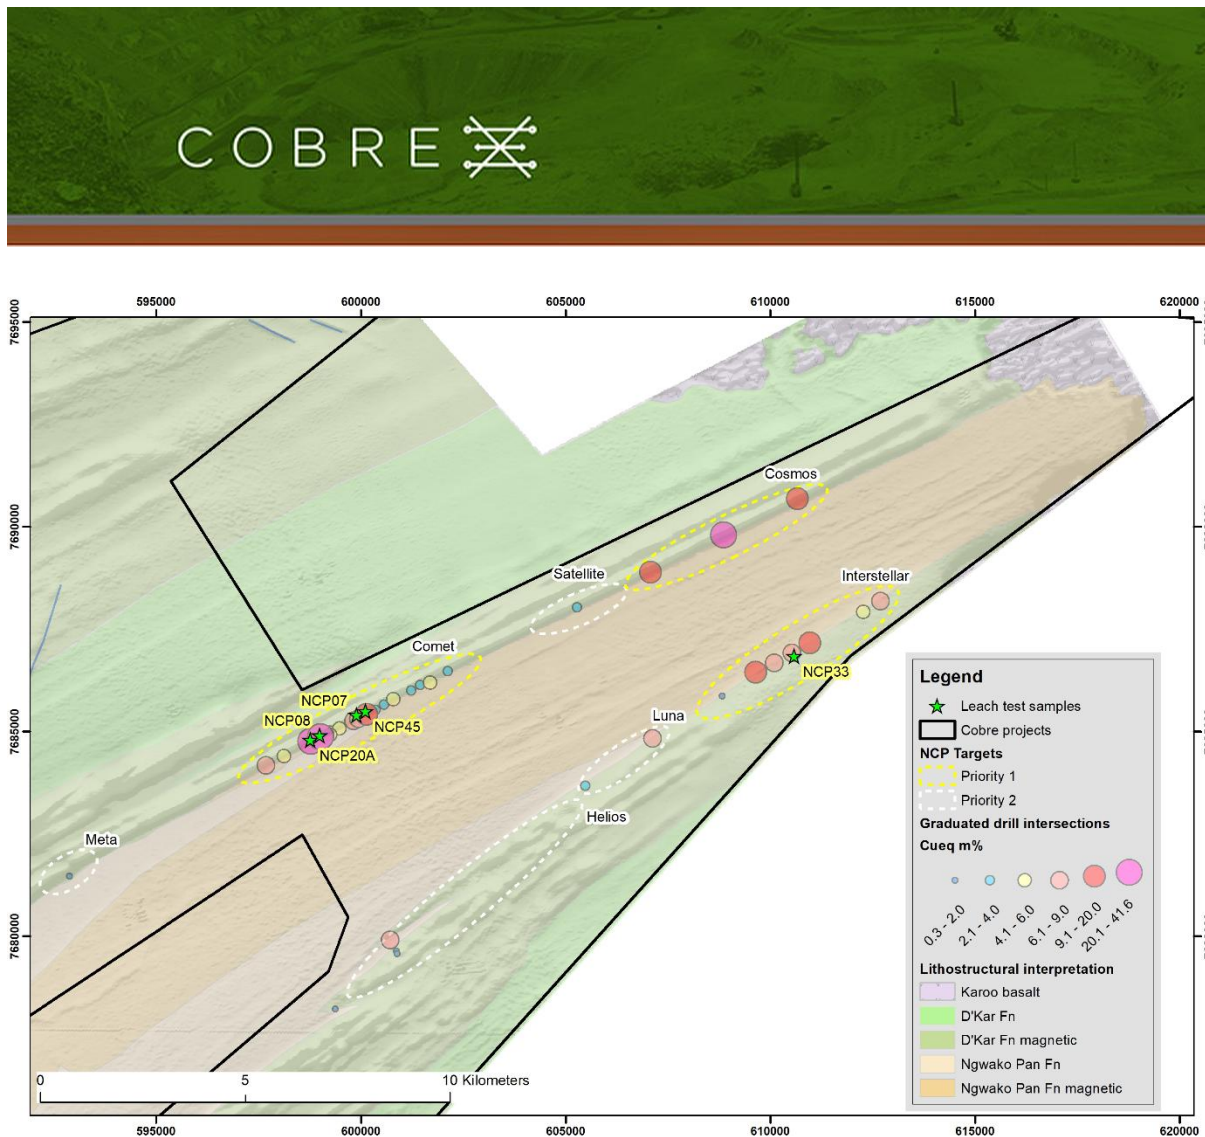 COBRE
595000 600000 605000 610000 615000 620000
7695000
7690000
7685000
7680000
Cosmos
Satellite
Interstellar
Comet
NCP33
NCP07
NCP08
NCP45
Luna
NCP20A
Helios
Meta
0 5 10 Kilometers
595000 600000 605000 610000 615000 620000
Legend
Leach test samples
Cobre projects
NCP Targets
Priority 1
Priority 2
Graduated drill intersections
Cueq m%
0.3 - 2.0
2.1 - 4.0
4.1 - 6.0
6.1 - 9.0
9.1 - 20.0
20.1 - 41.6
Lithostructural interpretation
Karoo basalt
D'Kar Fn
D'Kar Fn magnetic
Ngwako Pan Fn
Ngwako Pan Fn magnetic